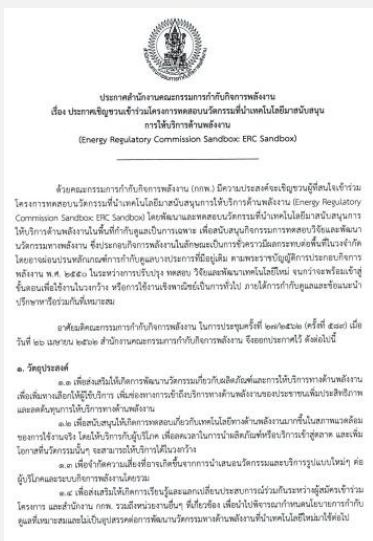 ประกาศสำนักงานคณะกรรมการกำกับกิจการพลังงาน
เรื่อง ประกาศเชิญชวนเข้าร่วมโครงการทดสอบนวัตกรรมที่นำเทคโนโลยีมาสนับสนุน
การให้บริการด้านพลังงาน
(Energy Regulatory Commission Sandbox: ERC Sandbox)
ด้วยคณะกรรมการกำกับกิจการพลังงาน (กกพ.) มีความประสงค์จะเชิญชวนผู้ที่สนใจเข้าร่วม
โครงการทดสอบนวัตกรรมที่นำเทคโนโลยีมาสนับสนุนการให้บริการด้านพลังงาน (Energy Regulatory
Commission Sandbox: ERC Sandbox) โดยพัฒนาและทดสอบนวัตกรรมที่นำเทคโนโลยีมาสนับสนุนการ
ให้บริการด้านพลังงานในพื้นที่กำกับดูแลเป็นการเฉพาะ เพื่อสนับสนุนกิจกรรมการทดสอบวิจัยและพัฒนา
นวัตกรรมทางพลังงาน ซึ่งประกอบกิจการพลังงานในลักษณะเป็นการชั่วคราวมีผลกระทบต่อพื้นที่ในวงจำกัด
โดยอาจผ่อนปรนหลักเกณฑ์การกำกับดูแลบางประการที่มีอยู่เดิม ตามพระราชบัญญัติการประกอบกิจการ
พลังงาน พ.ศ. ๒๕๕๐ ในระหว่างการปรับปรุง ทดสอบ วิจัยและพัฒนาเทคโนโลยีใหม่ จนกว่าจะพร้อมเข้าสู่
ขั้นตอนเพื่อใช้งานในวงกว้าง หรือการใช้งานเชิงพาณิชย์เป็นการทั่วไป ภายใต้การกำกับดูแลและข้อแนะนำ
ปรึกษาหารือร่วมกันที่เหมาะสม
อาศัยมติคณะกรรมการกำกับกิจการพลังงาน ในการประชุมครั้งที่ ๒๗/๒๕๖๒ (ครั้งที่ ๕๘๙) เมื่อ
วันที่ ๒๖ เมษายน ๒๕๖๒ สำนักงานคณะกรรมการกำกับกิจการพลังงาน จึงออกประกาศไว้ ดังต่อไปนี้
๑. วัตถุประสงค์
๑.๑ เพื่อส่งเสริมให้เกิดการพัฒนานวัตกรรมเกี่ยวกับผลิตภัณฑ์และการให้บริการทางด้านพลังงาน
เพื่อเพิ่มทางเลือกให้ผู้ใช้บริการ เพิ่มช่องทางการเข้าถึงบริการทางด้านพลังงานของประชาชนเพิ่มประสิทธิภาพ
และลดต้นทุนการให้บริการทางด้านพลังงาน
๑.๒ เพื่อสนับสนุนให้เกิดการทดสอบเกี่ยวกับเทคโนโลยีทางด้านพลังงานมากขึ้นในสภาพแวดล้อม
ของการใช้งานจริง โดยให้บริการกับผู้บริโภค เพื่อลดเวลาในการนำผลิตภัณฑ์หรือบริการเข้าสู่ตลาด และเพิ่ม
โอกาสที่นวัตกรรมนั้นๆ จะสามารถให้บริการได้ในวงกว้าง
๑.๓ เพื่อจำกัดความเสี่ยงที่อาจเกิดขึ้นจากการนำเสนอนวัตกรรมและบริการรูปแบบใหม่ๆ ต่อ
ผู้บริโภคและระบบกิจการพลังงานโดยรวม
๑.๔ เพื่อส่งเสริมให้เกิดการเรียนรู้และแลกเปลี่ยนประสบการณ์ร่วมกันระหว่างผู้สมัครเข้าร่วม
โครงการ และสำนักงาน กกพ. รวมถึงหน่วยงานอื่นๆ ที่เกี่ยวข้อง เพื่อนำไปพิจารณากำหนดนโยบายการกำกับ
ดูแลที่เหมาะสมและไม่เป็นอุปสรรคต่อการพัฒนานวัตกรรมทางด้านพลังงานที่นำเทคโนโลยีใหม่มาใช้ต่อไป